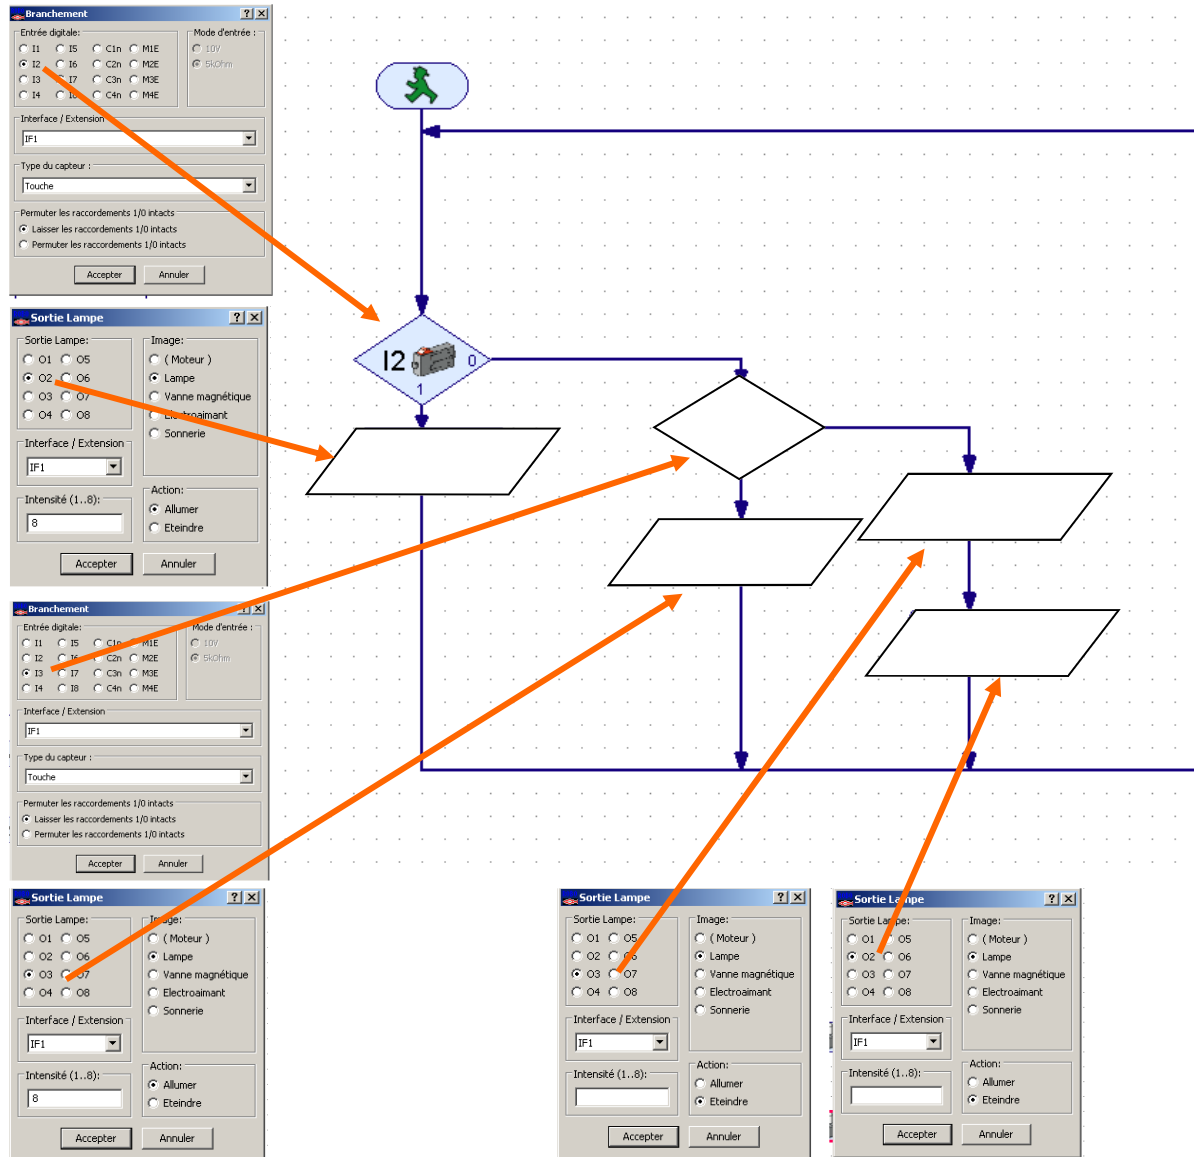 Branchement
Entrée digitale:
Mode d'entrée :
I1 I5 C1n M1E
10V
I2 I6 C2n M2E
5kOhm
I3 I7 C3n M3E
I4 I8 C4n M4E
Interface / Extension
IF1
Type du capteur :
Touche
Permuter les raccordements 1/0 intacts
Laisser les raccordements 1/0 intacts
Permuter les raccordements 1/0 intacts
Accepter Annuler
I2 0
1
Sortie Lampe
Sortie Lampe:
Image:
O1 O5
( Moteur )
O2 O6
Lampe
O3 O7
Vanne magnétique
O4 O8
Electroaimant
Sonnerie
Interface / Extension
IF1
Intensité (1..8):
8
Action:
Allumer
Eteindre
Accepter Annuler
Branchement
Entrée digitale:
Mode d'entrée :
I1 I5 C1n M1E
10V
I2 I6 C2n M2E
5kOhm
I3 I7 C3n M3E
I4 I8 C4n M4E
Interface / Extension
IF1
Type du capteur :
Touche
Permuter les raccordements 1/0 intacts
Laisser les raccordements 1/0 intacts
Permuter les raccordements 1/0 intacts
Accepter Annuler
Sortie Lampe
Sortie Lampe:
Image:
O1 O5
( Moteur )
O2 O6
Lampe
O3 O7
Vanne magnétique
O4 O8
Electroaimant
Sonnerie
Interface / Extension
IF1
Intensité (1..8):
8
Action:
Allumer
Eteindre
Accepter Annuler
Sortie Lampe
Sortie Lampe:
Image:
O1 O5
( Moteur )
O2 O6
Lampe
O3 O7
Vanne magnétique
O4 O8
Electroaimant
Sonnerie
Interface / Extension
IF1
Intensité (1..8):
Action:
Allumer
Eteindre
Accepter Annuler
Sortie Lampe
Sortie Lampe:
Image:
O1 O5
( Moteur )
O2 O6
Lampe
O3 O7
Vanne magnétique
O4 O8
Electroaimant
Sonnerie
Interface / Extension
IF1
Intensité (1..8):
Action:
Allumer
Eteindre
Accepter Annuler